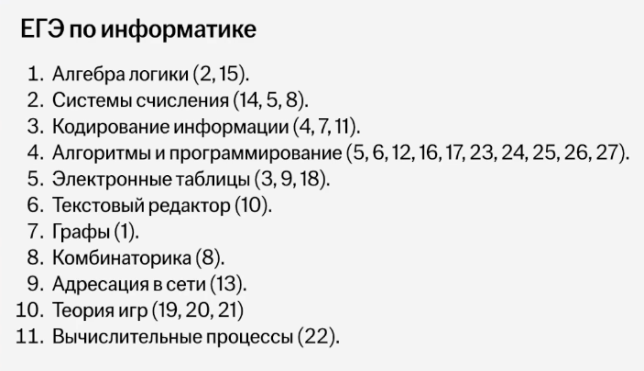 ЕГЭ по информатике
1. Алгебра логики (2, 15).
2. Системы счисления (14, 5, 8).
3. Кодирование информации (4, 7, 11).
4. Алгоритмы и программирование (5, 6, 12, 16, 17, 23, 24, 25, 26, 27).
5. Электронные таблицы (3, 9, 18).
6. Текстовый редактор (10).
7. Графы (1).
8. Комбинаторика (8).
9. Адресация в сети (13).
10. Теория игр (19, 20, 21)
11. Вычислительные процессы (22).